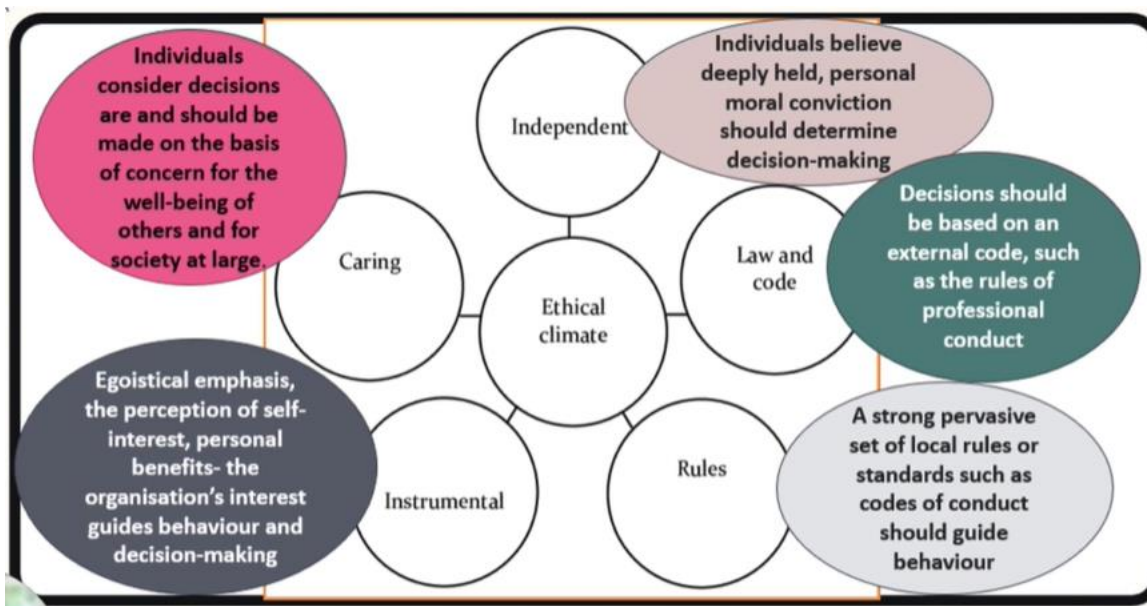 Individuals
consider decisions
are and should be
made on the basis
of concern for the
well-being of
others and for
society at large.
Independent
Individuals believe
deeply held, personal
moral conviction
should determine
decision-making
Caring
Ethical
climate
Law and
code
Decisions should
be based on an
external code, such
as the rules of
professional
conduct
Egoistical emphasis,
the perception of self-
interest, personal
benefits- the
organisation’s interest
guides behaviour and
decision-making
Instrumental
Rules
A strong pervasive
set of local rules or
standards such as
codes of conduct
should guide
behaviour